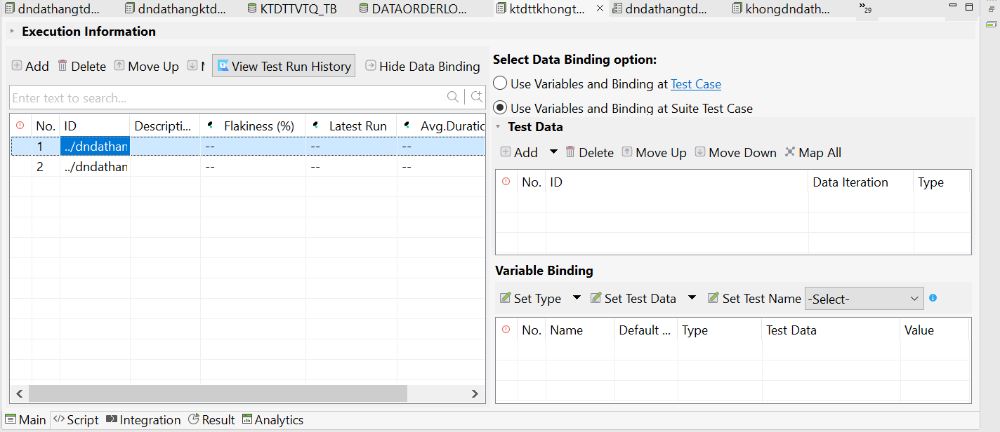 dndathangtd...
dndathangktd...
KTDTTVTQ_TB
DATAORDERLO...
ktdttkhongt...
dndathangtd...
khongdndath...
29
Execution Information
Add Delete Move Up
View Test Run History
Hide Data Binding
Enter text to search...
No. ID Descripti... Flakiness (%) Latest Run Avg.Duratic
1 ../dndathan -- -- --
2 ../dndathan -- -- --
Select Data Binding option:
Use Variables and Binding at Test Case
Use Variables and Binding at Suite Test Case
Test Data
Add Delete Move Up Move Down Map All
No. ID Data Iteration Type
Variable Binding
Set Type Set Test Data Set Test Name -Select-
No. Name Default ... Type Test Data Value
Main </> Script Integration Result Analytics